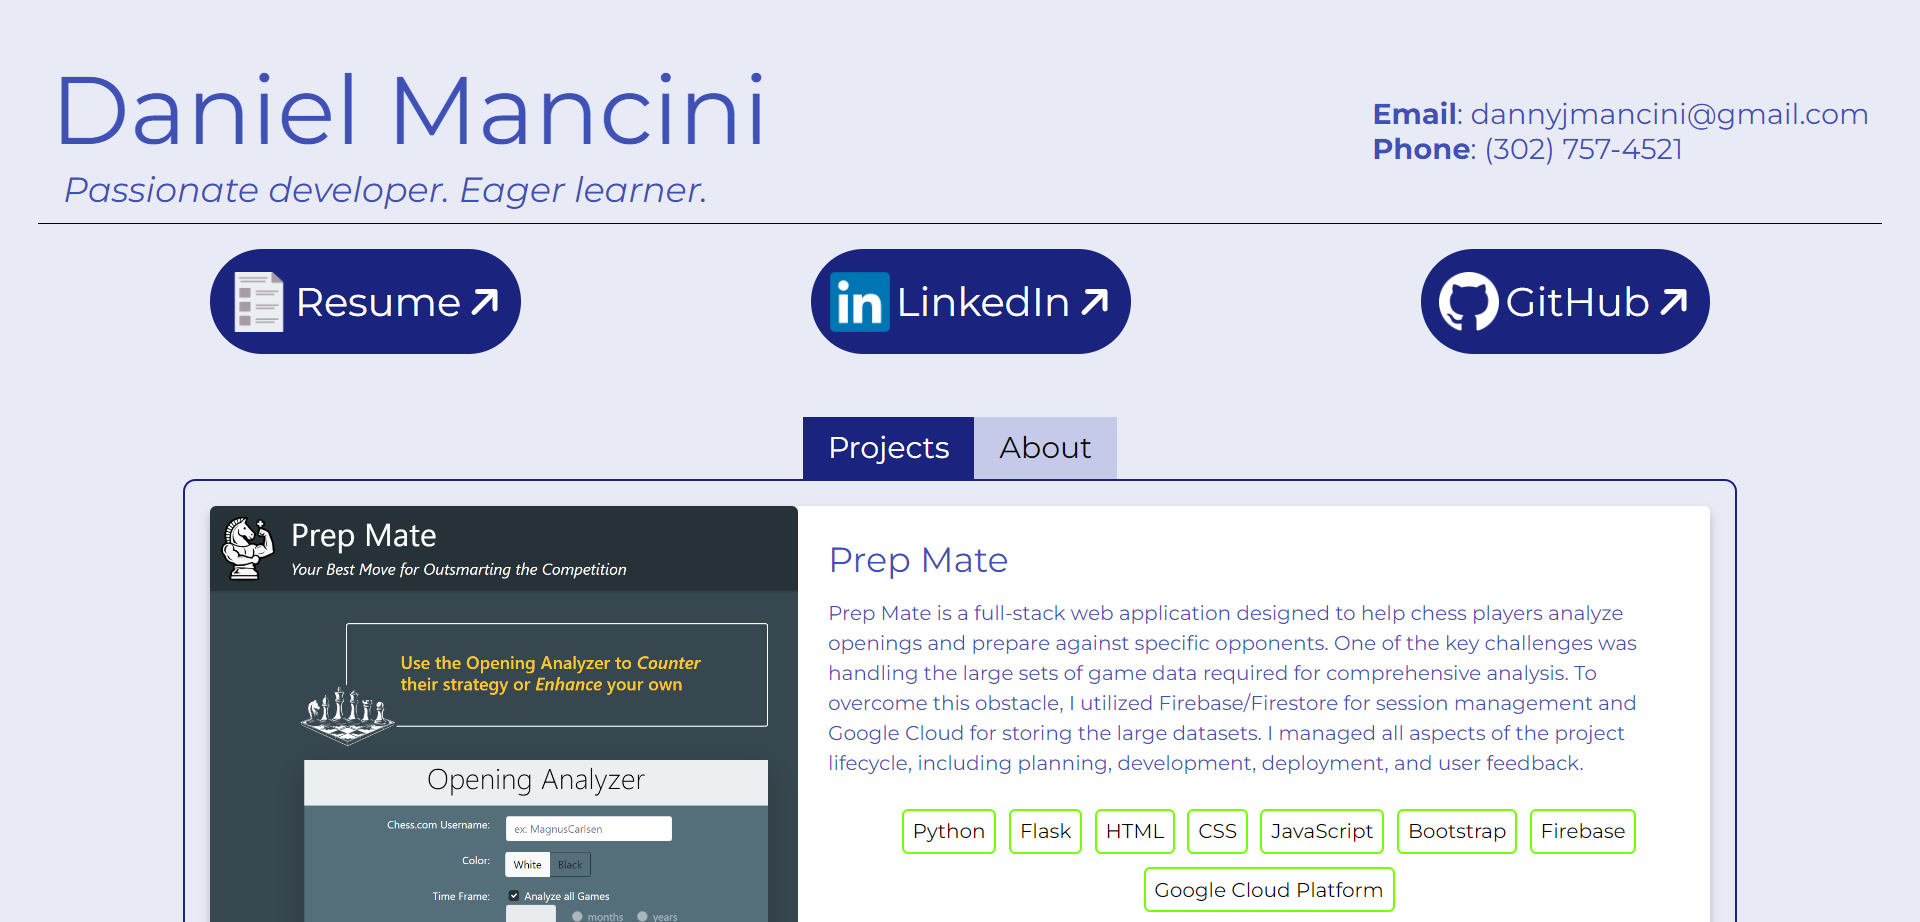 Daniel Mancini
Passionate developer. Eager learner.
Email: dannyjmancini@gmail.com
Phone: (302) 757-4521
Resume
in LinkedIn
GitHub
Projects
About
Prep Mate
Your Best Move for Outsmarting the Competition
Use the Opening Analyzer to Counter
their strategy or Enhance your own
Opening Analyzer
Chess.com Username:
ex: MagnusCarlsen
Color:
White
Black
Time Frame:
Analyze all Games
months
years
Prep Mate
Prep Mate is a full-stack web application designed to help chess players analyze
openings and prepare against specific opponents. One of the key challenges was
handling the large sets of game data required for comprehensive analysis. To
overcome this obstacle, I utilized Firebase/Firestore for session management and
Google Cloud for storing the large datasets. I managed all aspects of the project
lifecycle, including planning, development, deployment, and user feedback.
Python
Flask
HTML
CSS
JavaScript
Bootstrap
Firebase
Google Cloud Platform